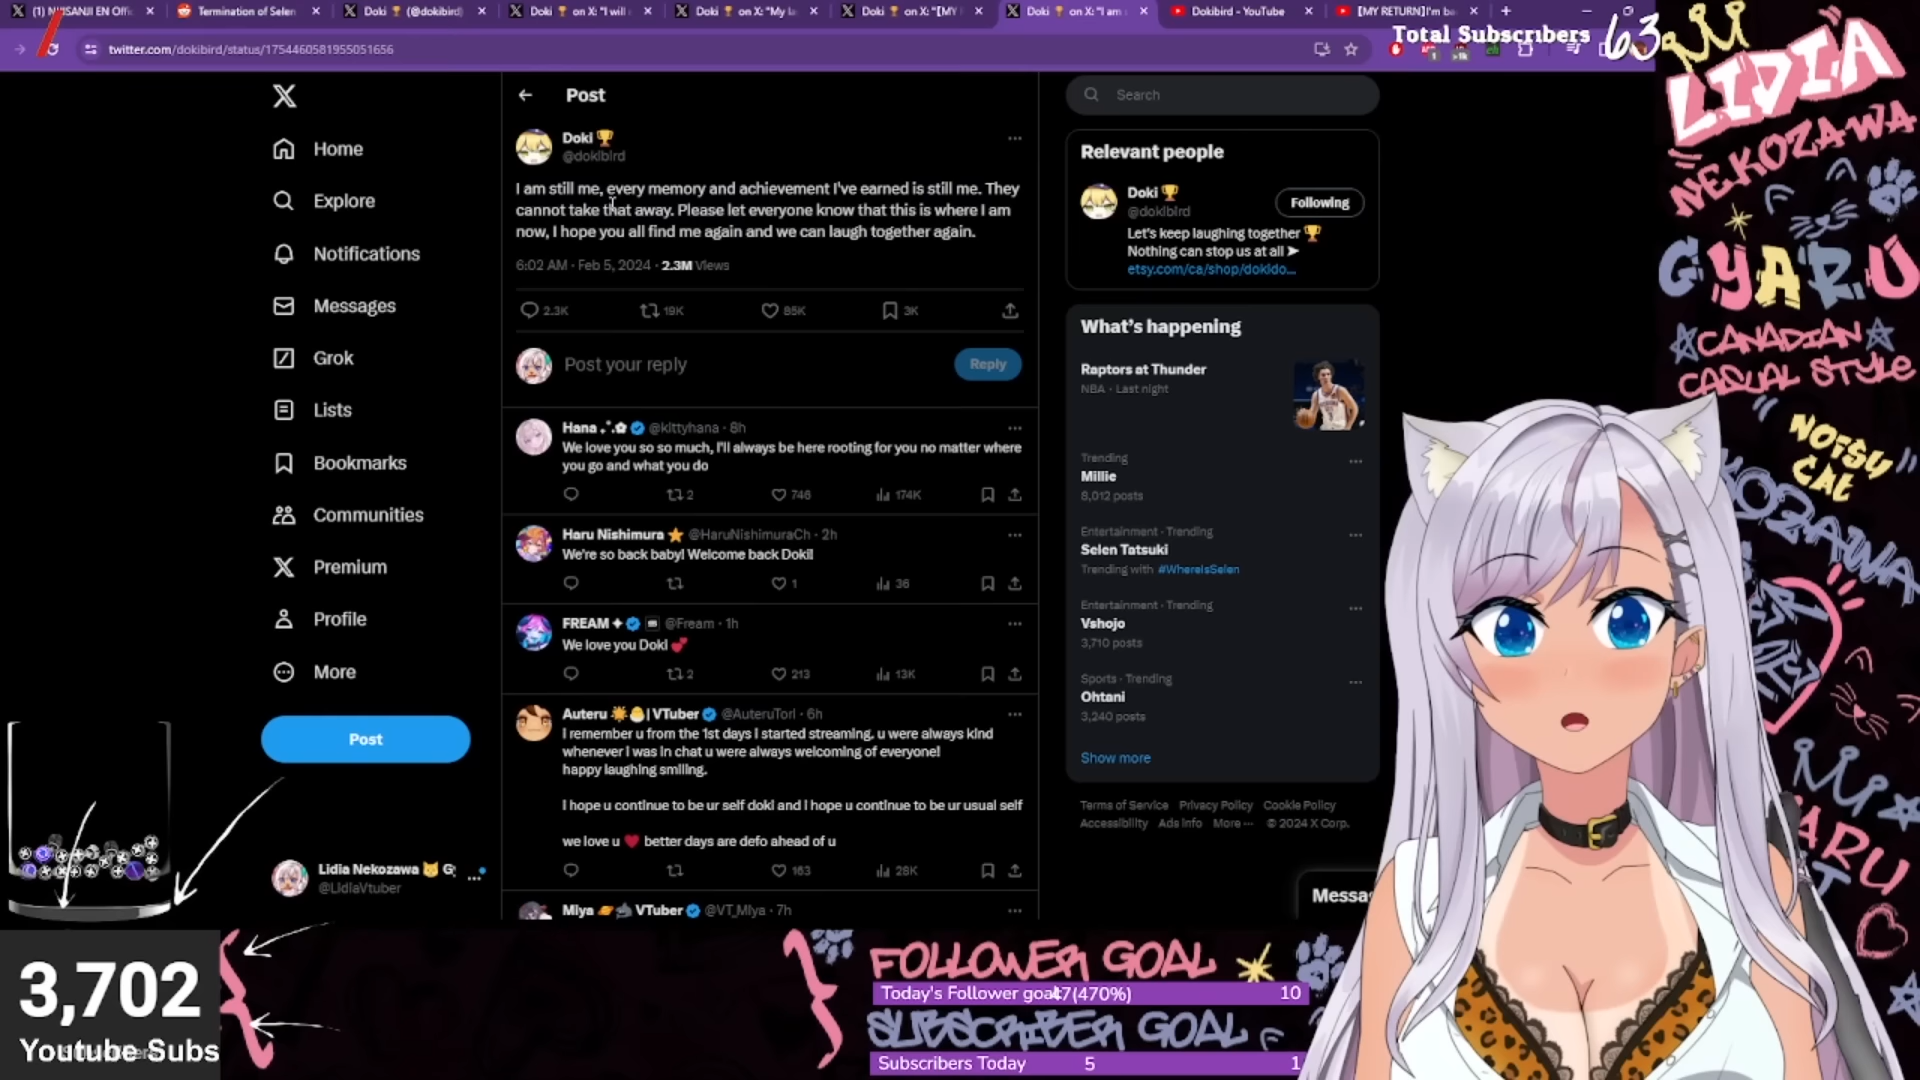 Termination of Selen
Doki 🏆 (@dokibird)
Doki 🏆 on X: "I will
Doki 🏆 on X: "My la
Doki 🏆 on X: "[MY
Doki 🏆 on X: "I am
Dokibird - YouTube
[MY RETURN] I'm ba
twitter.com/dokibird/status/1754460581955051656
Total Subscribers 63
LIDIA
NEKOZAWA
GYARU
CANADIAN
CASUAL STYLE
NOISY
CAT
Home
Explore
Notifications
Messages
Grok
Lists
Bookmarks
Communities
Premium
Profile
More
Post
Lidia Nekozawa 🐱 G
@LidiaVtuber
Post
Doki 🏆
@dokibird
I am still me, every memory and achievement I've earned is still me. They
cannot take that away. Please let everyone know that this is where I am
now, I hope you all find me again and we can laugh together again.
6:02 AM · Feb 5, 2024 · 2.3M Views
2.3K 19K 85K 3K
Post your reply
Reply
Hana ₊˚.✿ @kittyhana · 8h
We love you so so much, I'll always be here rooting for you no matter where
you go and what you do
2 746 174K
Haru Nishimura ⭐ @HaruNishimuraCh · 2h
We're so back baby! Welcome back Doki!
1 36
FREAM ✦ @Fream · 1h
We love you Doki 💕
2 213 13K
Auteru ☀️🐣 | VTuber @AuteruTori · 6h
I remember u from the 1st days I started streaming. u were always kind
whenever I was in chat u were always welcoming of everyone!
happy laughing smiling.
I hope u continue to be ur self doki and I hope u continue to be ur usual self
we love u ❤️ better days are defo ahead of u
163 28K
Miya VTuber @VT_Miya · 7h
Search
Relevant people
Doki 🏆
@dokibird
Following
Let's keep laughing together 🏆
Nothing can stop us at all ➤
etsy.com/ca/shop/dokido…
What's happening
Raptors at Thunder
NBA · Last night
Trending
Millie
8,012 posts
Entertainment · Trending
Selen Tatsuki
Trending with #WhereIsSelen
Entertainment · Trending
Vshojo
3,710 posts
Sports · Trending
Ohtani
3,240 posts
Show more
Terms of Service Privacy Policy Cookie Policy
Accessibility Ads info More ··· © 2024 X Corp.
Messa
3,702
Youtube Subs
FOLLOWER GOAL
Today's Follower goal 47 (470%) 10
SUBSCRIBER GOAL
Subscribers Today 5 1